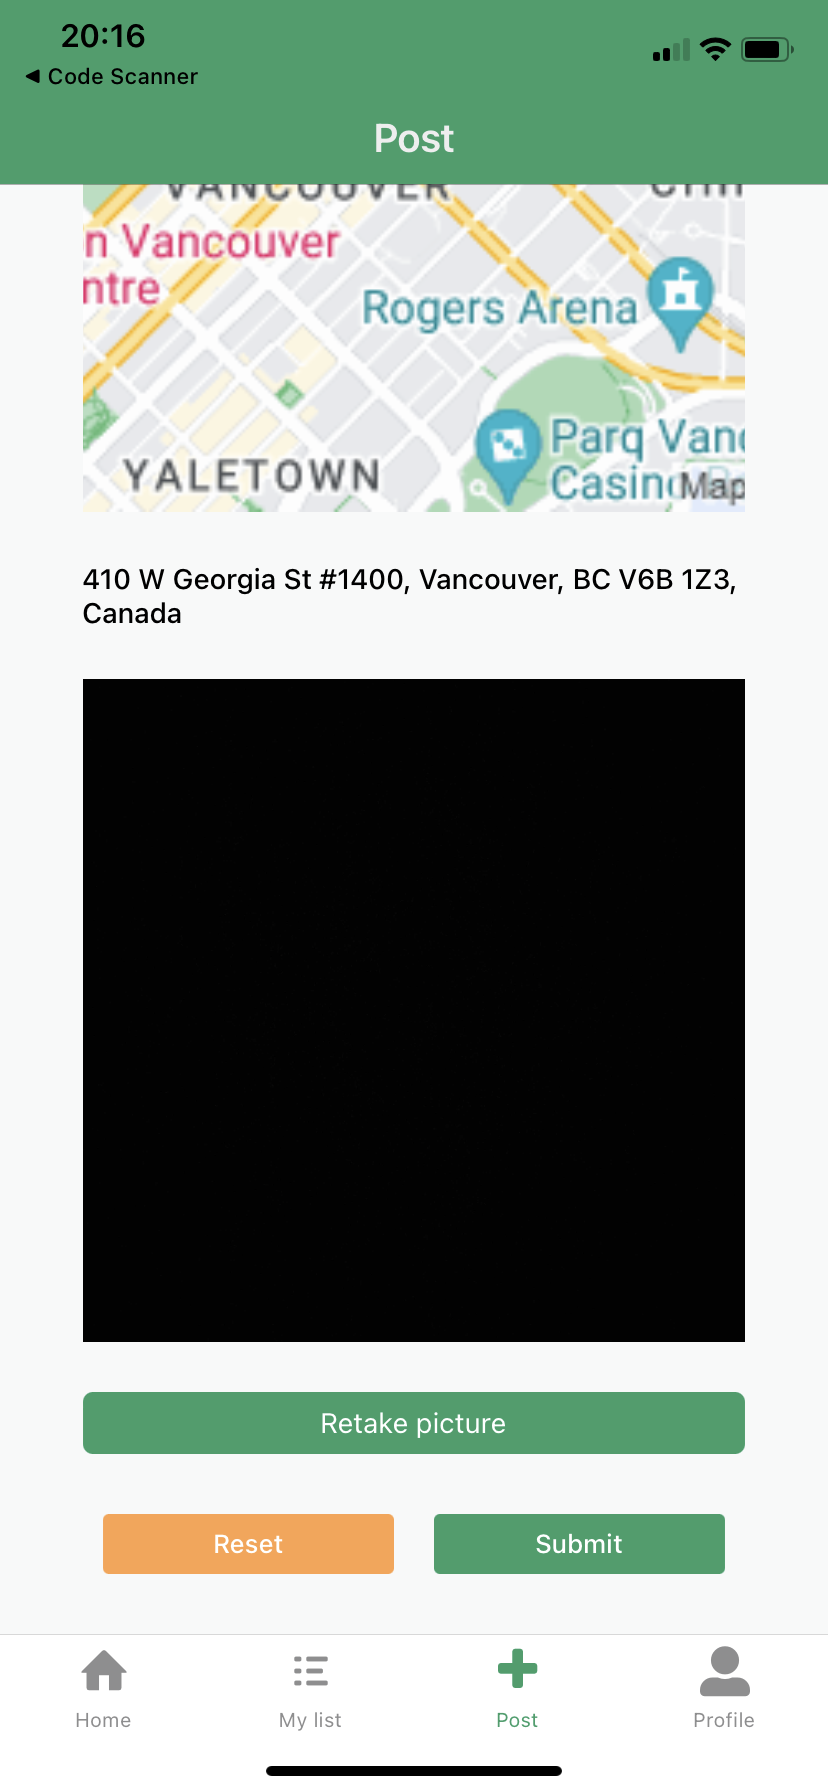 20:16
◀ Code Scanner
Post
VANCOUVER
n Vancouver
ntre
Rogers Arena
Parq Vanc
YALETOWN
Casino
Map
410 W Georgia St #1400, Vancouver, BC V6B 1Z3,
Canada
Retake picture
Reset
Submit
Home
My list
Post
Profile